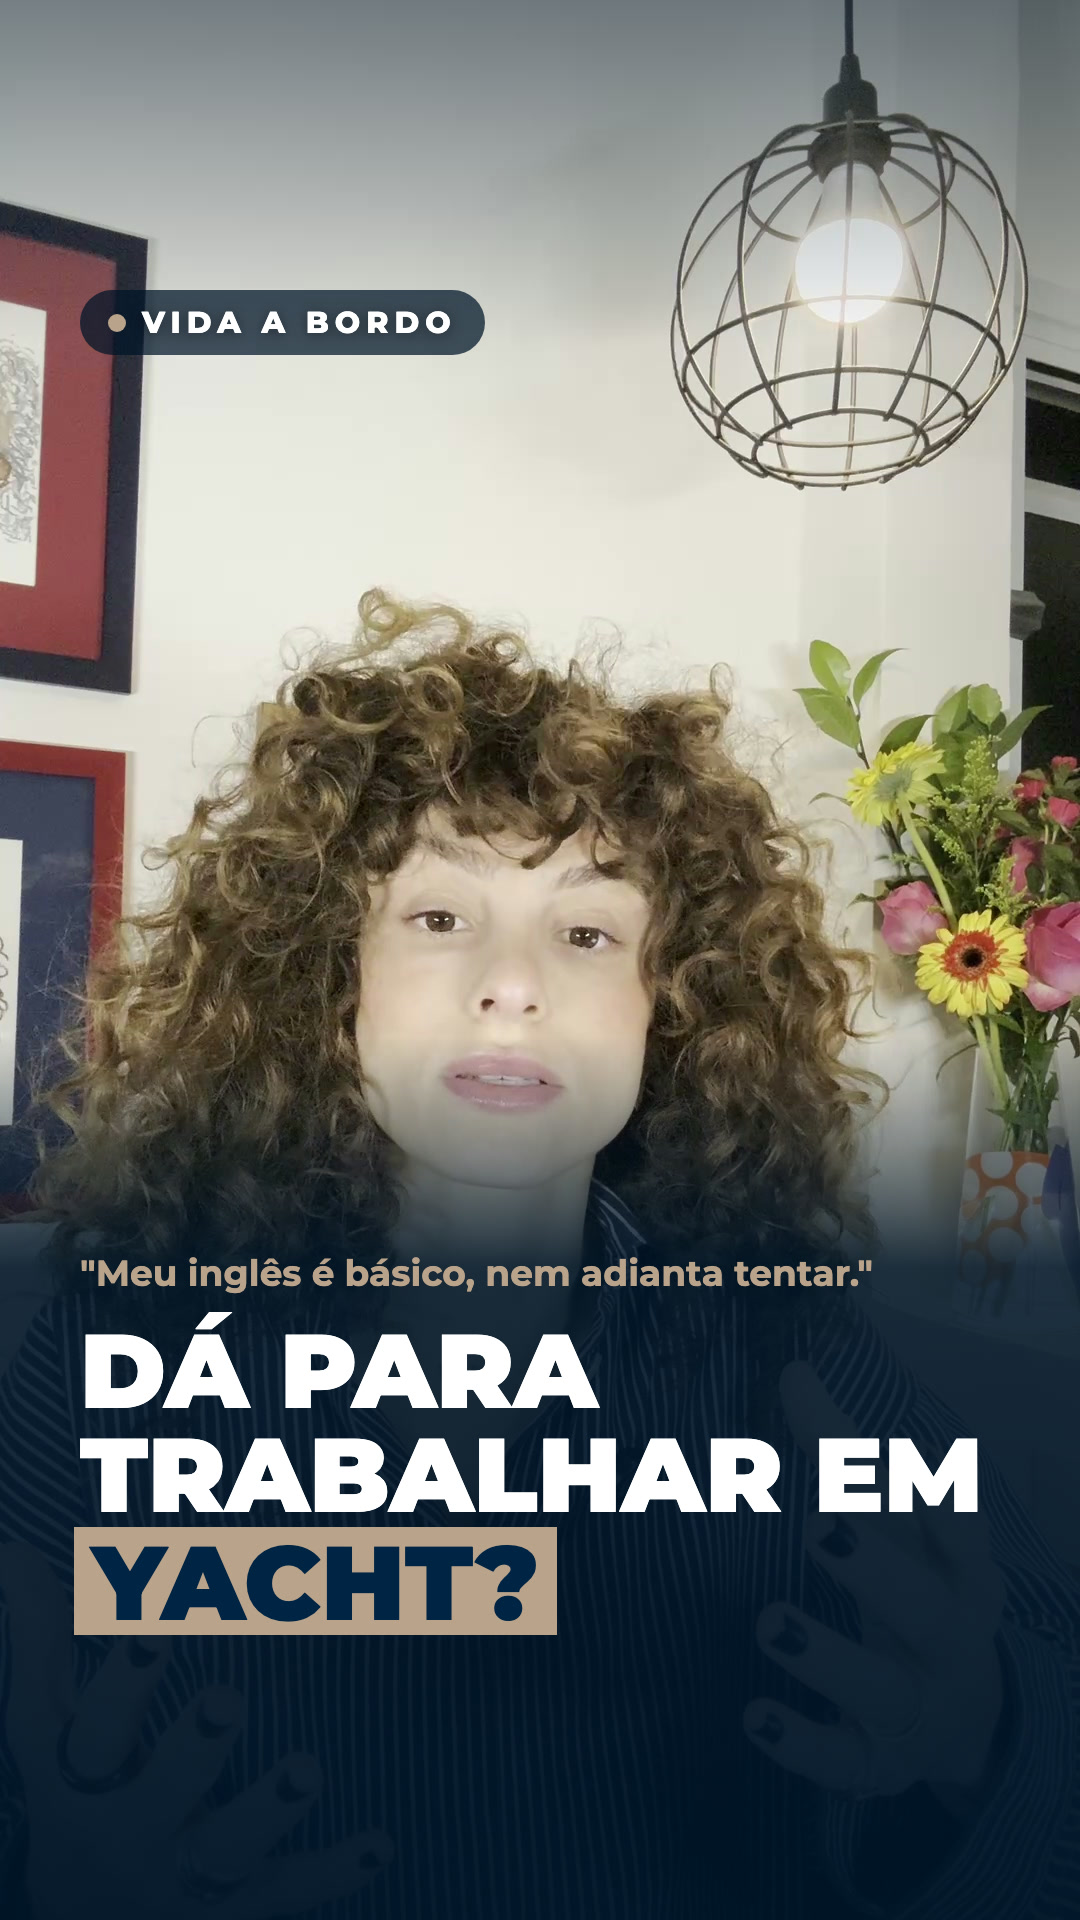 VIDA A BORDO
"Meu inglês é básico, nem adianta tentar."
DÁ PARA
TRABALHAR EM
YACHT?